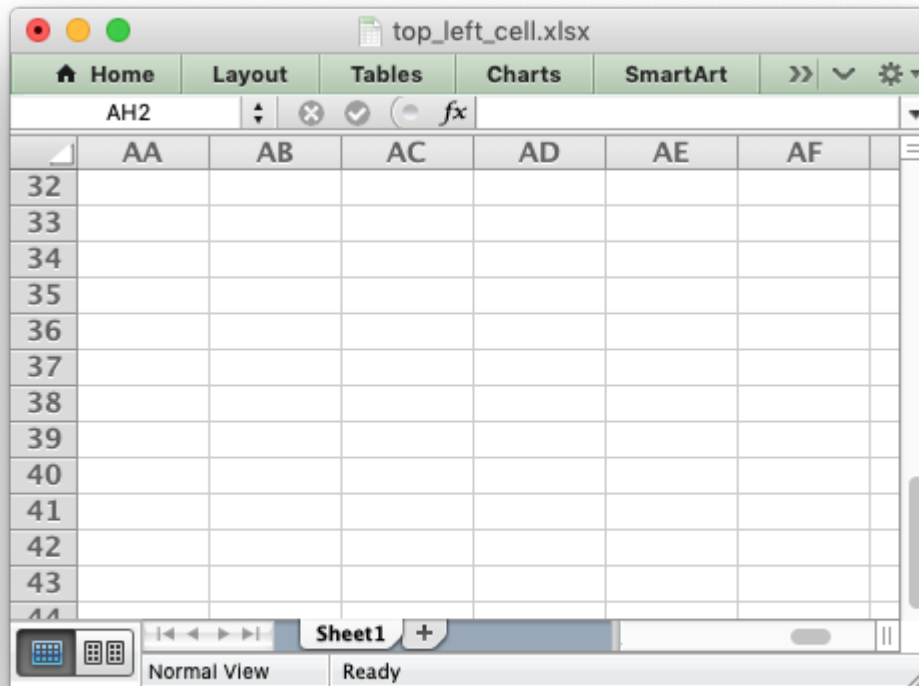 top_left_cell.xlsx
Home Layout Tables Charts SmartArt
AH2 fx
AA AB AC AD AE AF
32
33
34
35
36
37
38
39
40
41
42
43
44
Sheet1 +
Normal View Ready